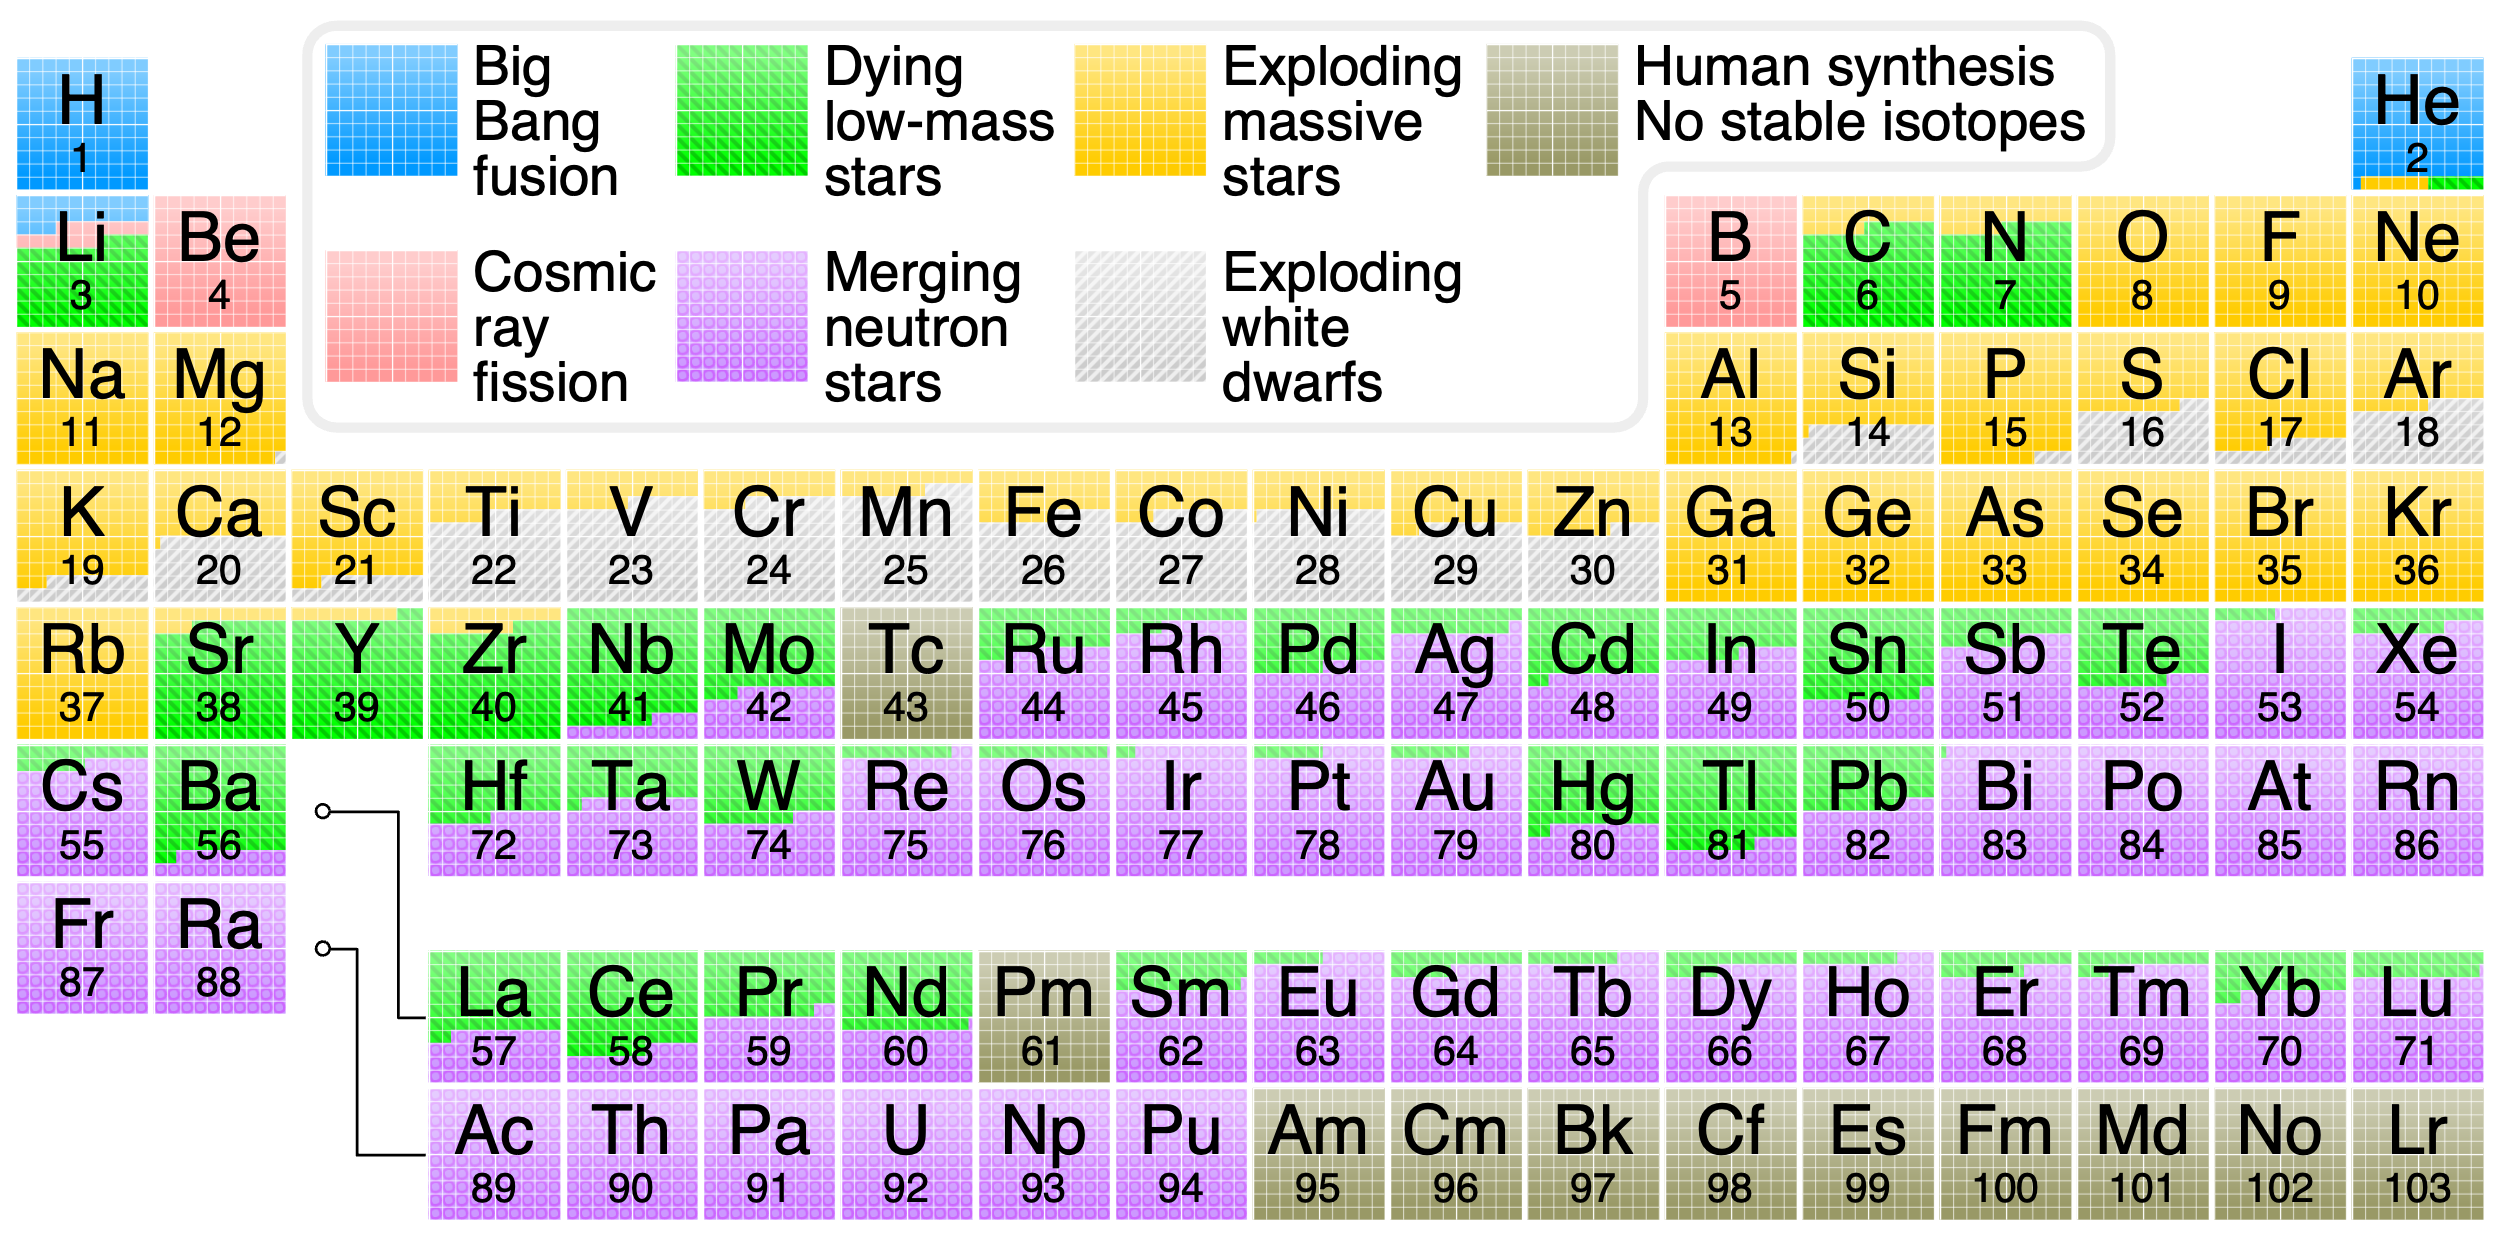 Big Bang fusion
Dying low-mass stars
Exploding massive stars
Human synthesis
No stable isotopes
Cosmic ray fission
Merging neutron stars
Exploding white dwarfs
H 1
He 2
Li 3
Be 4
B 5
C 6
N 7
O 8
F 9
Ne 10
Na 11
Mg 12
Al 13
Si 14
P 15
S 16
Cl 17
Ar 18
K 19
Ca 20
Sc 21
Ti 22
V 23
Cr 24
Mn 25
Fe 26
Co 27
Ni 28
Cu 29
Zn 30
Ga 31
Ge 32
As 33
Se 34
Br 35
Kr 36
Rb 37
Sr 38
Y 39
Zr 40
Nb 41
Mo 42
Tc 43
Ru 44
Rh 45
Pd 46
Ag 47
Cd 48
In 49
Sn 50
Sb 51
Te 52
I 53
Xe 54
Cs 55
Ba 56
Hf 72
Ta 73
W 74
Re 75
Os 76
Ir 77
Pt 78
Au 79
Hg 80
Tl 81
Pb 82
Bi 83
Po 84
At 85
Rn 86
Fr 87
Ra 88
La 57
Ce 58
Pr 59
Nd 60
Pm 61
Sm 62
Eu 63
Gd 64
Tb 65
Dy 66
Ho 67
Er 68
Tm 69
Yb 70
Lu 71
Ac 89
Th 90
Pa 91
U 92
Np 93
Pu 94
Am 95
Cm 96
Bk 97
Cf 98
Es 99
Fm 100
Md 101
No 102
Lr 103